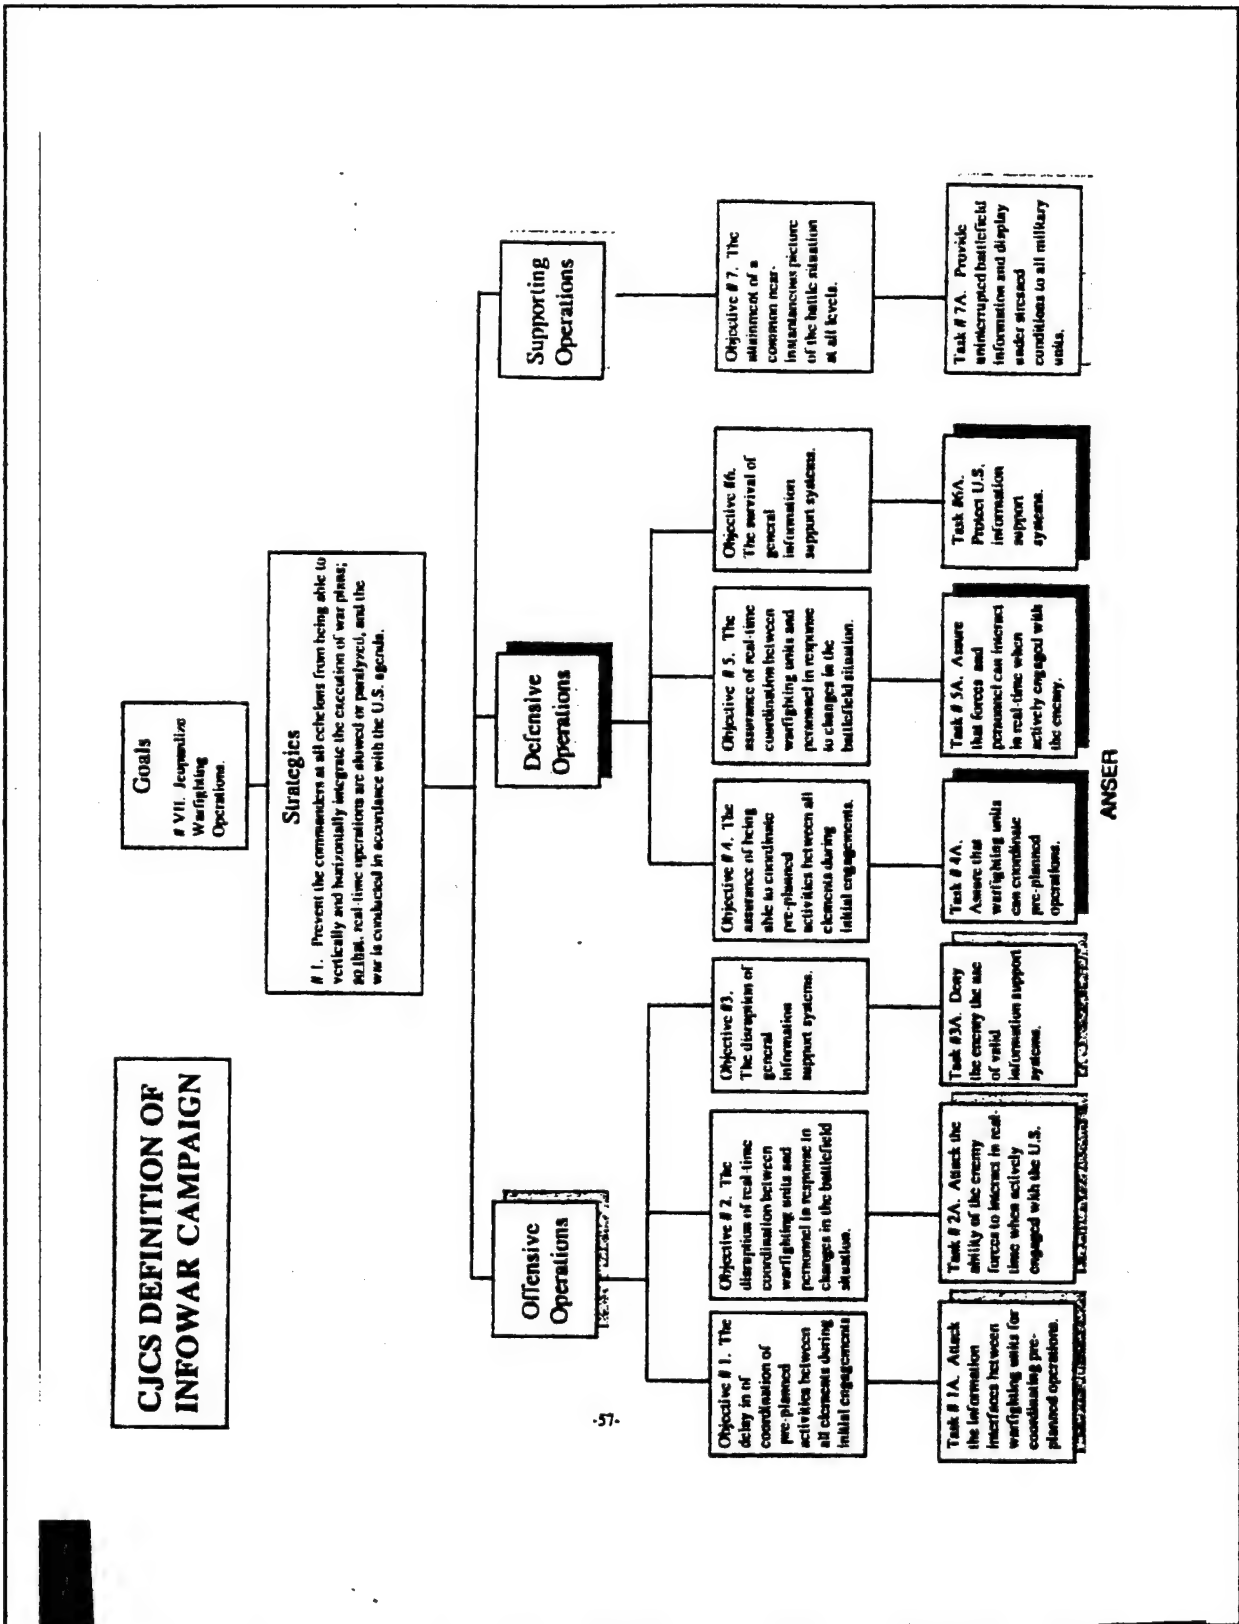 CJCS DEFINITION OF
INFOWAR CAMPAIGN
Goals
# VII. Jeopardize
Warfighting
Operations.
Strategies
# 1. Prevent the commanders at all echelons from being able to
vertically and horizontally integrate the execution of war plans;
so that, real-time operations are slowed or paralyzed, and the
war is conducted in accordance with the U.S. agenda.
Offensive
Operations
Defensive
Operations
Supporting
Operations
Objective # 1. The
delay in of
coordination of
pre-planned
activities between
all elements during
initial engagements
Objective # 2. The
disruption of real-time
coordination between
warfighting units and
personnel in response in
changes in the battlefield
situation.
Objective #3.
The disruption of
general
information
support systems.
Objective # 4. The
assurance of being
able to coordinate
pre-planned
activities between all
elements during
initial engagements.
Objective # 5. The
assurance of real-time
coordination between
warfighting units and
personnel in response
to changes in the
battlefield situation.
Objective #6.
The survival of
general
information
support systems.
Objective # 7. The
attainment of a
common near-
instantaneous picture
of the battle situation
at all levels.
Task # 1A. Attack
the information
interfaces between
warfighting units for
coordinating pre-
planned operations.
Task # 2A. Attack the
ability of the enemy
forces to interact in real-
time when actively
engaged with the U.S.
Task #3A. Deny
the enemy the use
of valid
information support
systems.
Task # 4A.
Assure that
warfighting units
can coordinate
pre-planned
operations.
Task # 5A. Assure
that forces and
personnel can interact
in real-time when
actively engaged with
the enemy.
Task #6A.
Protect U.S.
information
support
systems.
Task # 7A. Provide
uninterrupted battlefield
information and display
under stressed
conditions to all military
units.
-57-
ANSER